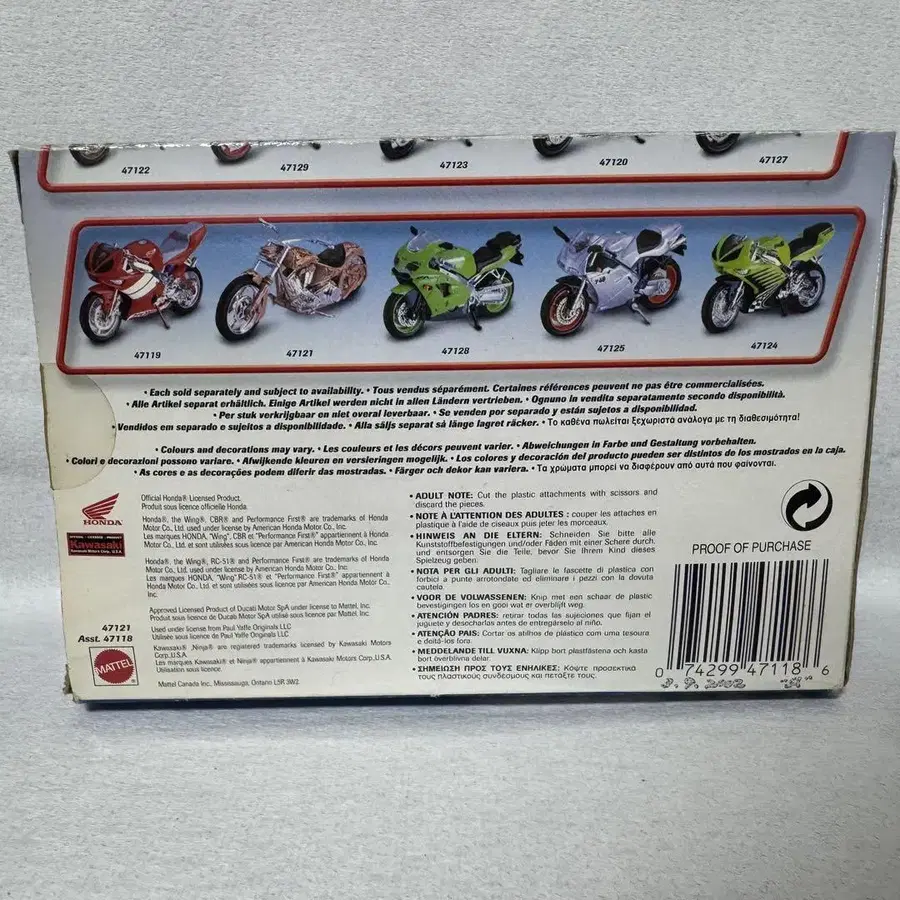 47122
47129
47123
47120
47127
47119
47121
47128
47125
47124
• Each sold separately and subject to availability. • Tous vendus séparément. Certaines références peuvent ne pas être commercialisées.
• Alle Artikel separat erhältlich. Einige Artikel werden nicht in allen Ländern vertrieben. • Ognuno in vendita separatamente secondo disponibilità.
• Per stuk verkrijgbaar en niet overal leverbaar. • Se venden por separado y están sujetos a disponibilidad.
• Vendidos em separado e sujeitos a disponibilidade. • Alla säljs separat så länge lagret räcker. • Το καθένα πωλείται ξεχωριστά ανάλογα με τη διαθεσιμότητα!
• Colours and decorations may vary. • Les couleurs et les décors peuvent varier. • Abweichungen in Farbe und Gestaltung vorbehalten.
• Colori e decorazioni possono variare. • Afwijkende kleuren en versieringen mogelijk. • Los colores y decoración del producto pueden ser distintos de los mostrados en la caja.
• As cores e as decorações podem diferir das mostradas. • Färger och dekor kan variera. • Τα χρώματα μπορεί να διαφέρουν από αυτά που φαίνονται.
HONDA
Kawasaki
Kawasaki Motors Corp. U.S.A.
47121
Asst. 47118
MATTEL
Official Honda® Licensed Product.
Produit sous licence officielle Honda.
Honda®, the Wing®, CBR® and Performance First® are trademarks of Honda
Motor Co., Ltd. used under license by American Honda Motor Co., Inc.
Les marques HONDA, "Wing", CBR et "Performance First" appartiennent à Honda
Motor Co., Ltd. et sont utilisées sous licence par American Honda Motor Co., Inc.
Honda®, the Wing®, RC-51® and Performance First® are trademarks of Honda
Motor Co., Ltd. used under license by American Honda Motor Co., Inc.
Les marques HONDA, "Wing", RC-51® et "Performance First" appartiennent à
Honda Motor Co., Ltd. et sont utilisées sous licence par American Honda Motor Co.,
Inc.
Approved Licensed Product of Ducati Motor SpA under license to Mattel, Inc.
Produit sous licence de Ducati Motor SpA utilisé sous licence par Mattel, Inc.
Used under license from Paul Yaffe Originals LLC
Utilisée sous licence de Paul Yaffe Originals LLC
Kawasaki® ,Ninja® are registered trademarks licensed by Kawasaki Motors
Corp.,U.S.A.
Les marques Kawasaki® et Ninja® appartiennent à Kawasaki Motors Corp.,U.S.A.
Utilisation sous licence.
Mattel Canada Inc., Mississauga, Ontario L5R 3W2
• ADULT NOTE: Cut the plastic attachments with scissors and
discard the pieces.
• NOTE À L'ATTENTION DES ADULTES : couper les attaches en
plastique à l'aide de ciseaux puis jeter les morceaux.
• HINWEIS AN DIE ELTERN: Schneiden Sie bitte alle
Kunststoffbefestigungen und/oder Fäden mit einer Schere durch,
und entsorgen Sie die Teile, bevor Sie Ihrem Kind dieses
Spielzeug geben.
• NOTA PER GLI ADULTI: Tagliare le fascette di plastica con
forbici a punte arrotondate ed eliminare i pezzi con la dovuta
cautela.
• VOOR DE VOLWASSENEN: Knip met een schaar de plastic
bevestigingen los en gooi wat er overblijft weg.
• ATENCIÓN PADRES: retirar todas las sujeciones que fijan el
juguete y desecharlas antes de entregárselo al niño.
• ATENÇÃO PAIS: Cortar os atilhos de plástico com uma tesoura
e deitá-los fora.
• MEDDELANDE TILL VUXNA: Klipp bort plastfästena och kasta
bort överblivna delar.
• ΣΗΜΕΙΩΣΗ ΠΡΟΣ ΤΟΥΣ ΕΝΗΛΙΚΕΣ: Κόψτε προσεκτικά
τους πλαστικούς συνδέσμους και πετάξτε τους.
PROOF OF PURCHASE
0 74299 47118 6
3.9.2002